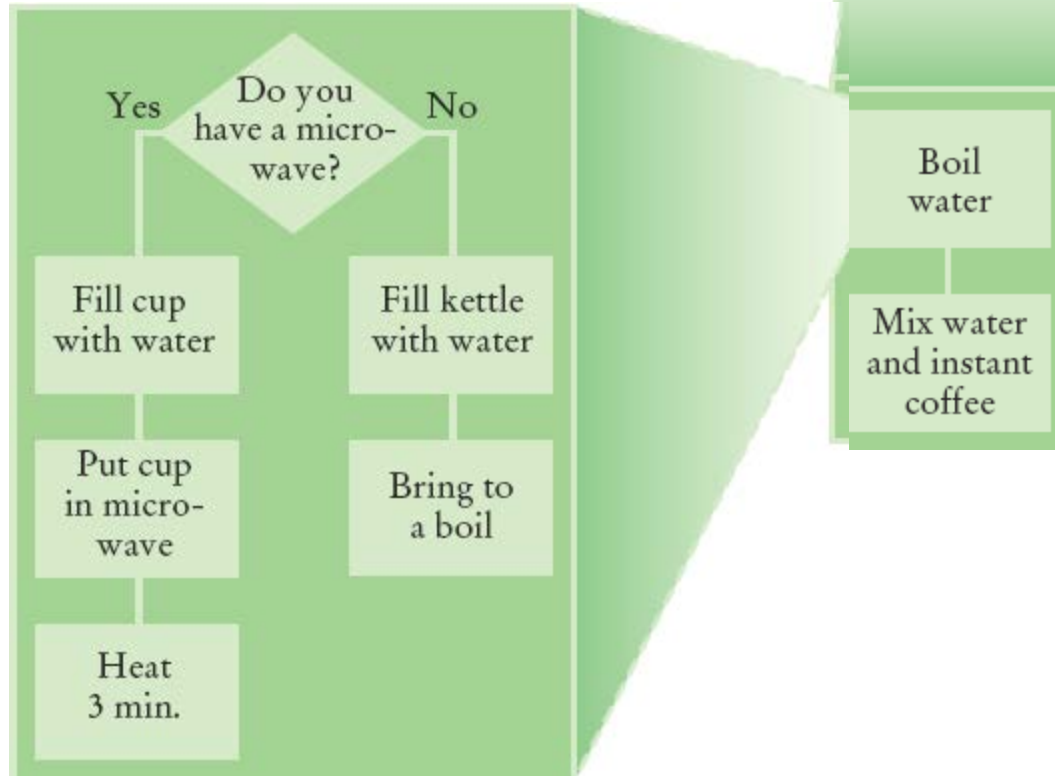 Do you
have a micro-
wave?
Yes
No
Fill cup
with water
Put cup
in micro-
wave
Heat
3 min.
Fill kettle
with water
Bring to
a boil
Boil
water
Mix water
and instant
coffee